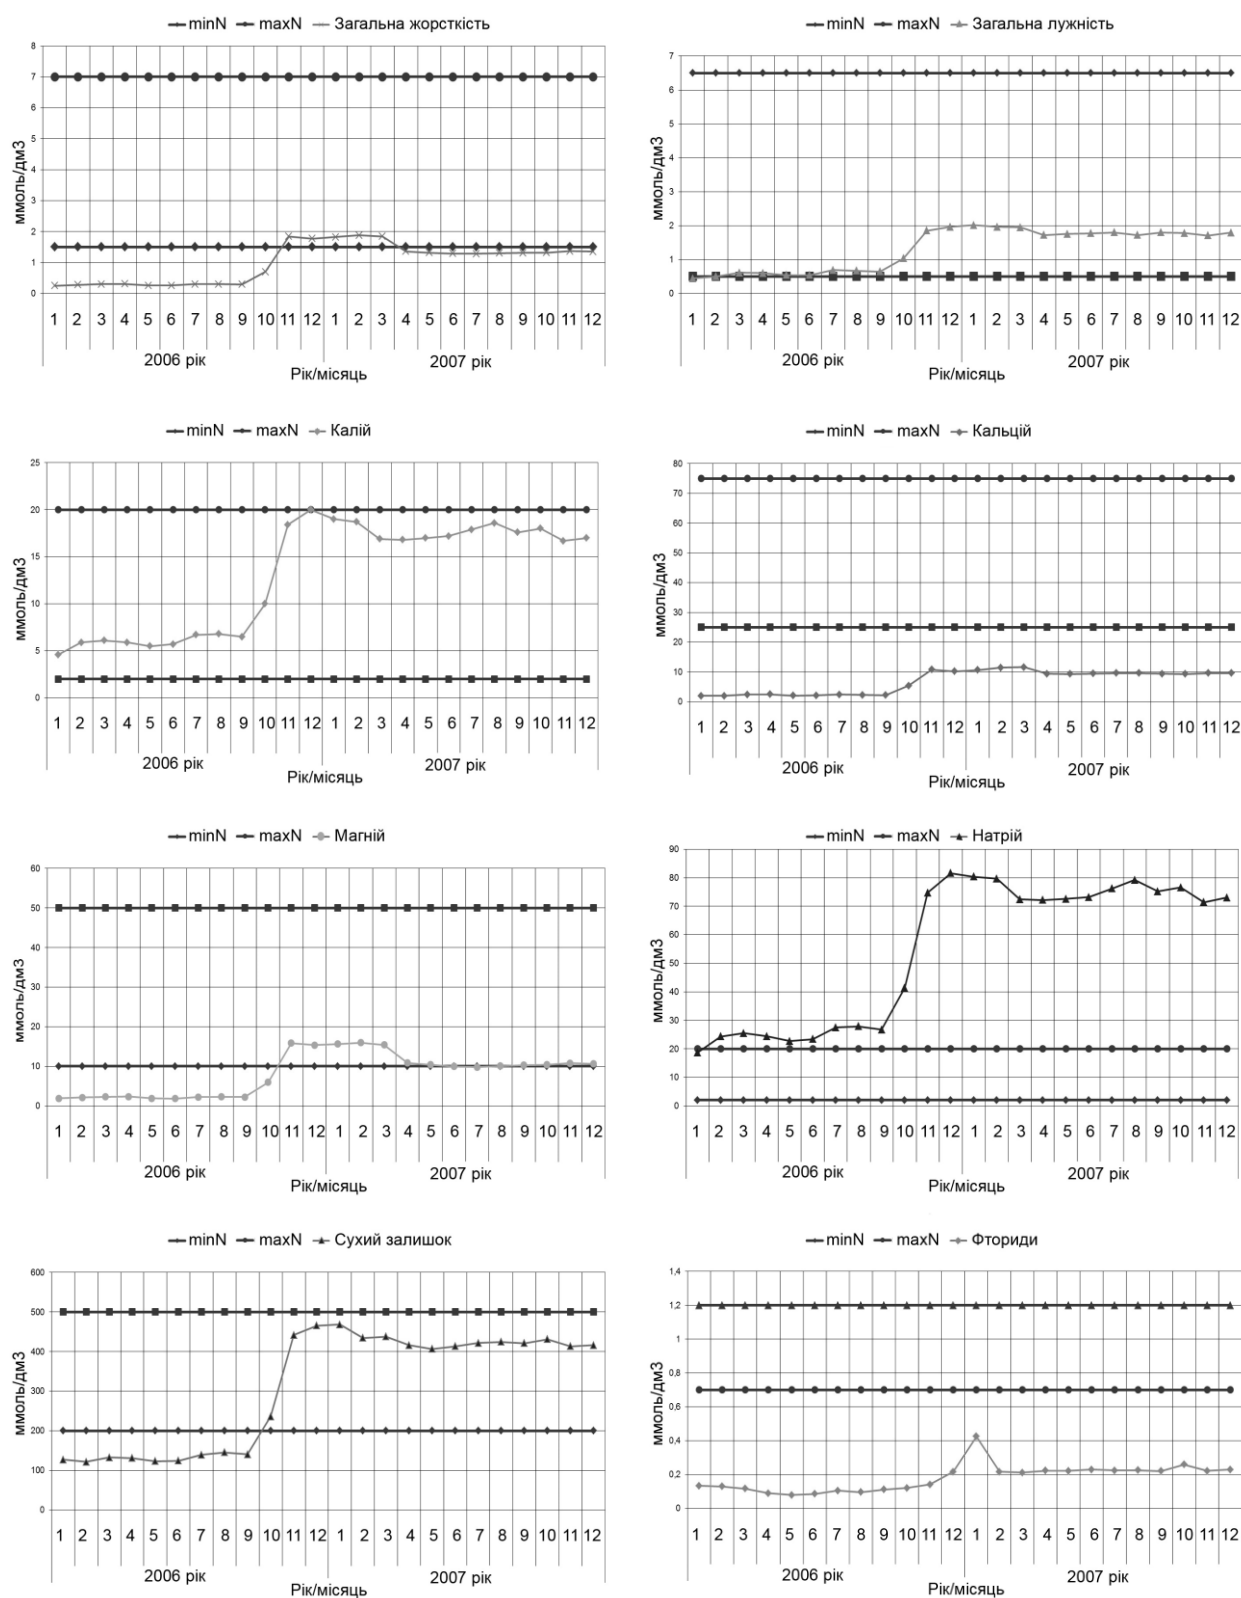 minN maxN Загальна жорсткість
8
7
6
5
4
3
2
1
0
ммоль/дм3
1 2 3 4 5 6 7 8 9 10 11 12 1 2 3 4 5 6 7 8 9 10 11 12
2006 рік 2007 рік
Рік/місяць
minN maxN Загальна лужність
7
6
5
4
3
2
1
0
ммоль/дм3
1 2 3 4 5 6 7 8 9 10 11 12 1 2 3 4 5 6 7 8 9 10 11 12
2006 рік 2007 рік
Рік/місяць
minN maxN Калій
25
20
15
10
5
0
ммоль/дм3
1 2 3 4 5 6 7 8 9 10 11 12 1 2 3 4 5 6 7 8 9 10 11 12
2006 рік 2007 рік
Рік/місяць
minN maxN Кальцій
80
70
60
50
40
30
20
10
0
ммоль/дм3
1 2 3 4 5 6 7 8 9 10 11 12 1 2 3 4 5 6 7 8 9 10 11 12
2006 рік 2007 рік
Рік/місяць
minN maxN Магній
60
50
40
30
20
10
0
ммоль/дм3
1 2 3 4 5 6 7 8 9 10 11 12 1 2 3 4 5 6 7 8 9 10 11 12
2006 рік 2007 рік
Рік/місяць
minN maxN Натрій
90
80
70
60
50
40
30
20
10
0
ммоль/дм3
1 2 3 4 5 6 7 8 9 10 11 12 1 2 3 4 5 6 7 8 9 10 11 12
2006 рік 2007 рік
Рік/місяць
minN maxN Сухий залишок
600
500
400
300
200
100
0
ммоль/дм3
1 2 3 4 5 6 7 8 9 10 11 12 1 2 3 4 5 6 7 8 9 10 11 12
2006 рік 2007 рік
Рік/місяць
minN maxN Фториди
1,4
1,2
1
0,8
0,6
0,4
0,2
0
ммоль/дм3
1 2 3 4 5 6 7 8 9 10 11 12 1 2 3 4 5 6 7 8 9 10 11 12
2006 рік 2007 рік
Рік/місяць